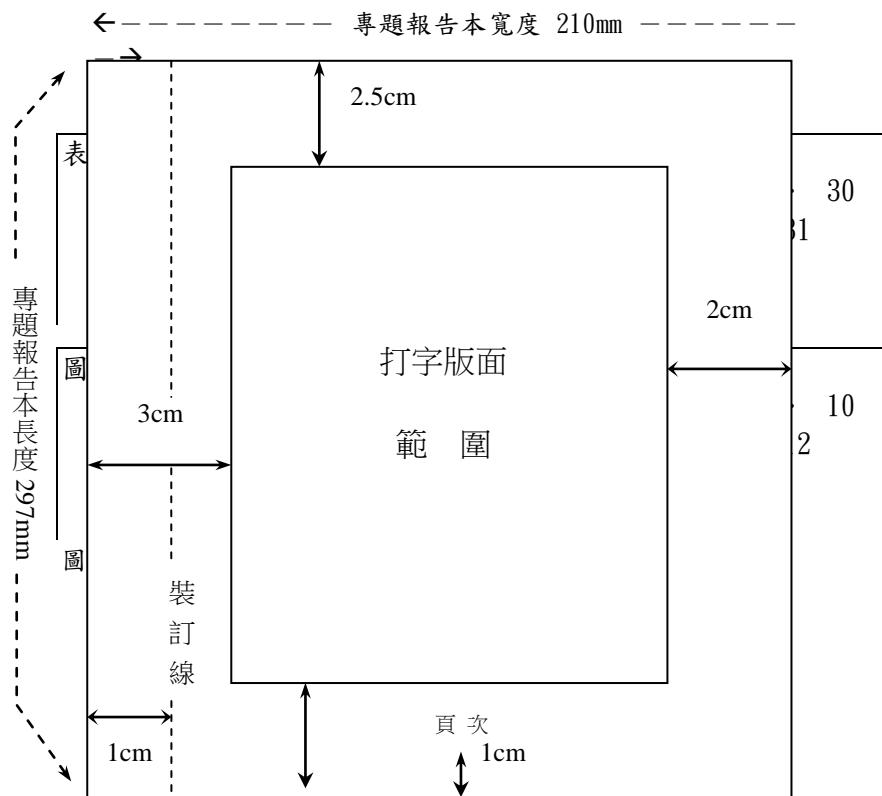 專題報告本寬度 210mm
2.5cm
表
30
31
專題報告本長度 297mm
2cm
打字版面
範 圍
圖
3cm
10
圖
裝訂線
頁 次
1cm
1cm